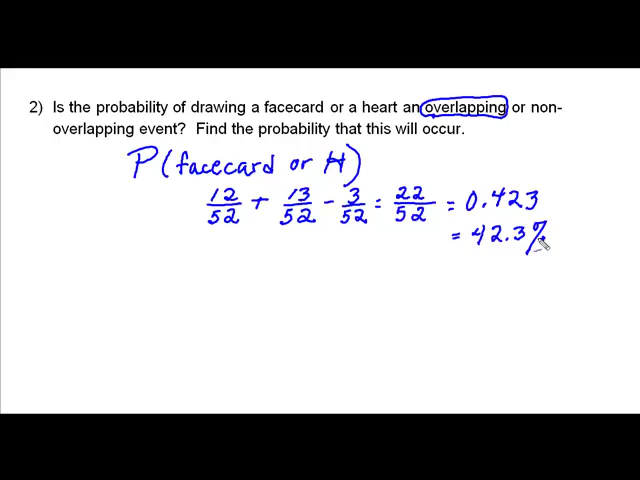 2) Is the probability of drawing a facecard or a heart an overlapping or non-
overlapping event? Find the probability that this will occur.
P(facecard or H)
12/52 + 13/52 - 3/52 = 22/52 = 0.423
= 42.3%